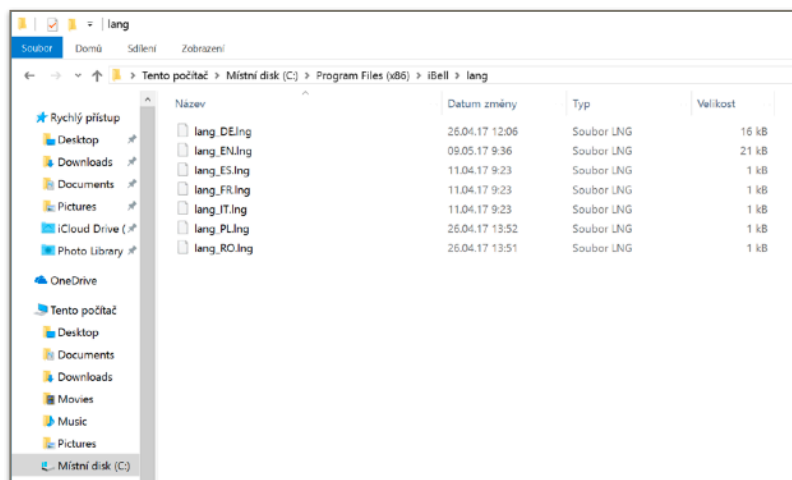 lang
Soubor Domů Sdílení Zobrazení
Tento počítač > Místní disk (C:) > Program Files (x86) > iBell > lang
Název Datum změny Typ Velikost
Rychlý přístup
Desktop
Downloads
Documents
Pictures
iCloud Drive (
Photo Library
OneDrive
Tento počítač
Desktop
Documents
Downloads
Movies
Music
Pictures
Místní disk (C:)
lang_DE.lng 26.04.17 12:06 Soubor LNG 16 kB
lang_EN.lng 09.05.17 9:36 Soubor LNG 21 kB
lang_ES.lng 11.04.17 9:23 Soubor LNG 1 kB
lang_FR.lng 11.04.17 9:23 Soubor LNG 1 kB
lang_IT.lng 11.04.17 9:23 Soubor LNG 1 kB
lang_PL.lng 26.04.17 13:52 Soubor LNG 1 kB
lang_RO.lng 26.04.17 13:51 Soubor LNG 1 kB